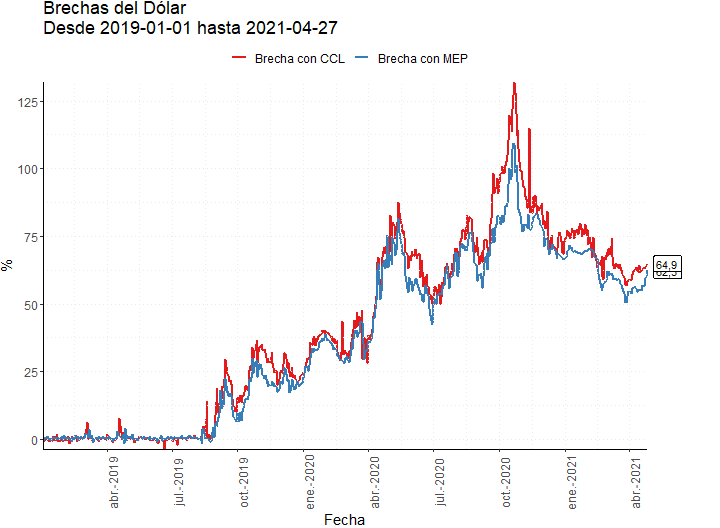 Brechas del Dólar
Desde 2019-01-01 hasta 2021-04-27
Brecha con CCL
Brecha con MEP
%
125
100
75
50
25
0
64,9
abr.-2019
jul.-2019
oct.-2019
ene.-2020
abr.-2020
jul.-2020
oct.-2020
ene.-2021
abr.-2021
Fecha